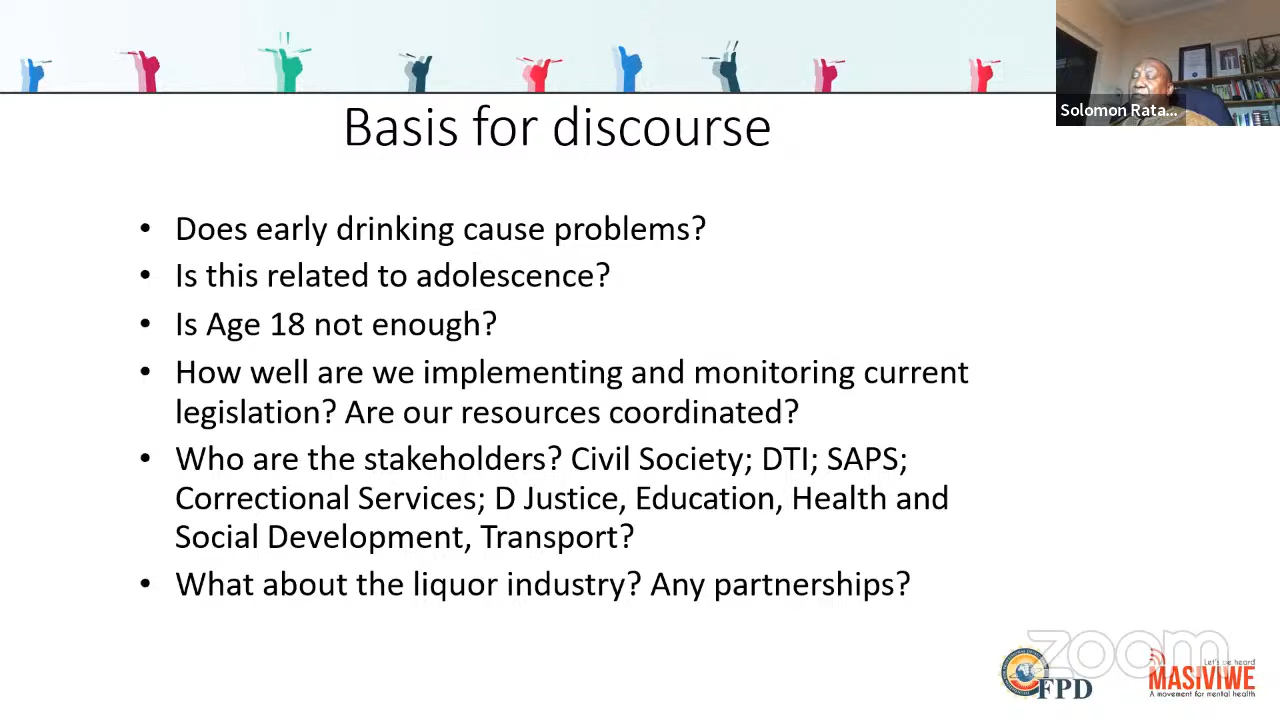 Solomon Rata...
Basis for discourse
• Does early drinking cause problems?
• Is this related to adolescence?
• Is Age 18 not enough?
• How well are we implementing and monitoring current
legislation? Are our resources coordinated?
• Who are the stakeholders? Civil Society; DTI; SAPS;
Correctional Services; D Justice, Education, Health and
Social Development, Transport?
• What about the liquor industry? Any partnerships?
zoom
FPD
Let's be heard
MASIVIWE
A movement for mental health